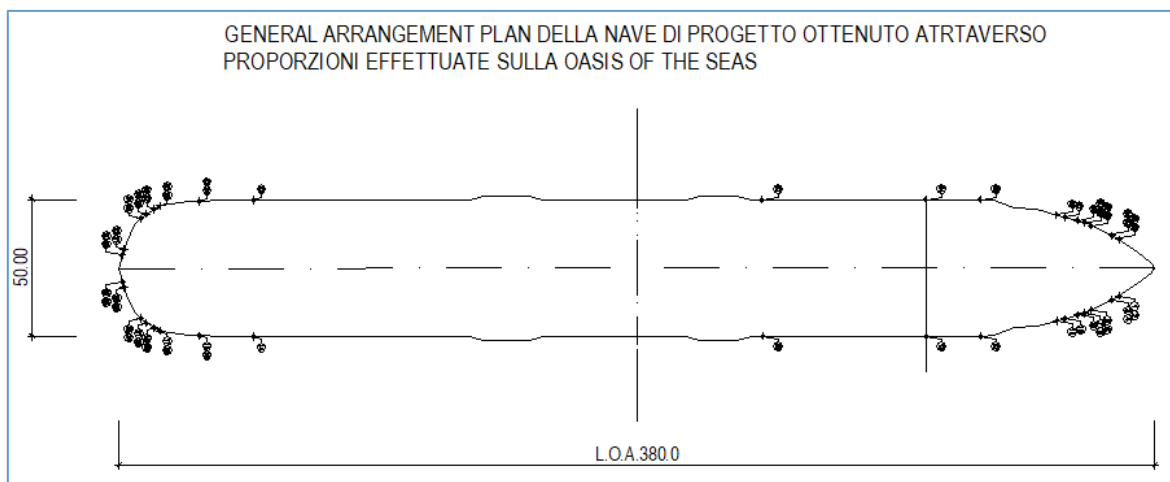 GENERAL ARRANGEMENT PLAN DELLA NAVE DI PROGETTO OTTENUTO ATRTAVERSO
PROPORZIONI EFFETTUATE SULLA OASIS OF THE SEAS
50.00
L.O.A.380.0